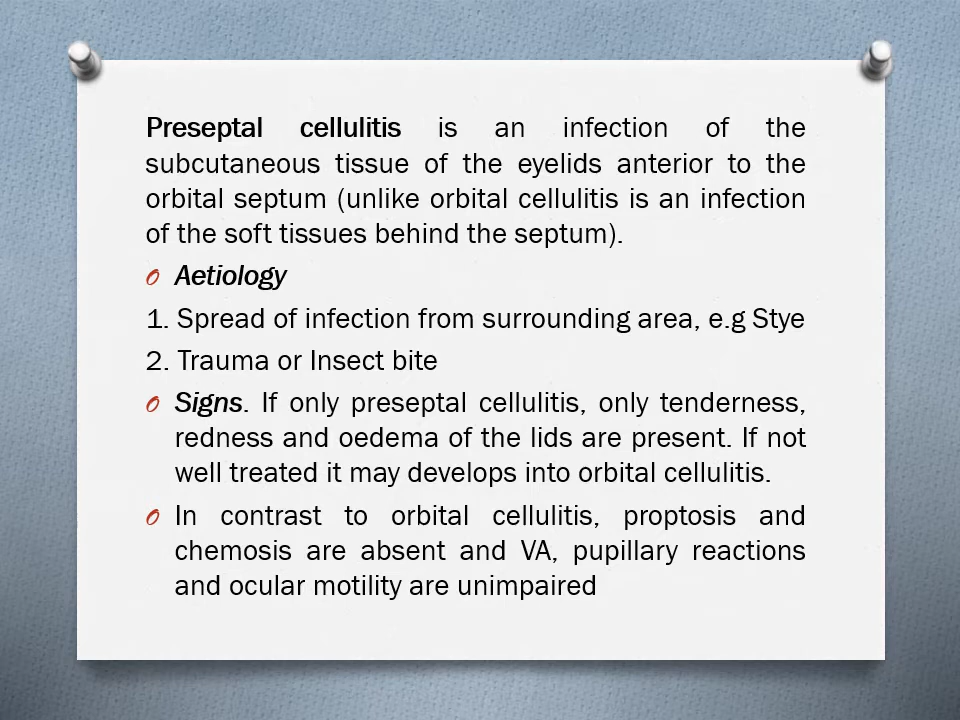 Preseptal cellulitis is an infection of the
subcutaneous tissue of the eyelids anterior to the
orbital septum (unlike orbital cellulitis is an infection
of the soft tissues behind the septum).
Aetiology
1. Spread of infection from surrounding area, e.g Stye
2. Trauma or Insect bite
Signs. If only preseptal cellulitis, only tenderness,
redness and oedema of the lids are present. If not
well treated it may develops into orbital cellulitis.
In contrast to orbital cellulitis, proptosis and
chemosis are absent and VA, pupillary reactions
and ocular motility are unimpaired